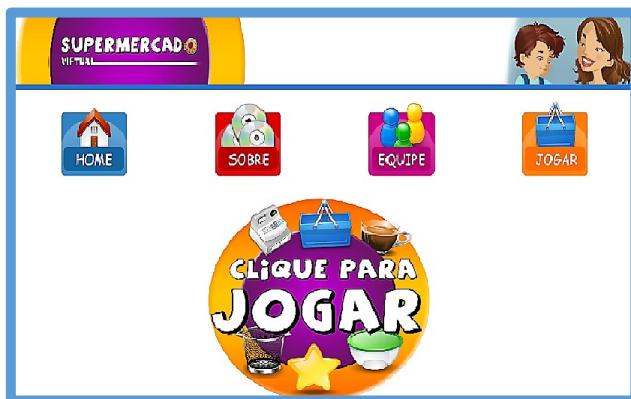 SUPERMERCADO
VIRTUAL
HOME
SOBRE
EQUIPE
JOGAR
CLiQUE PARA
JOGAR